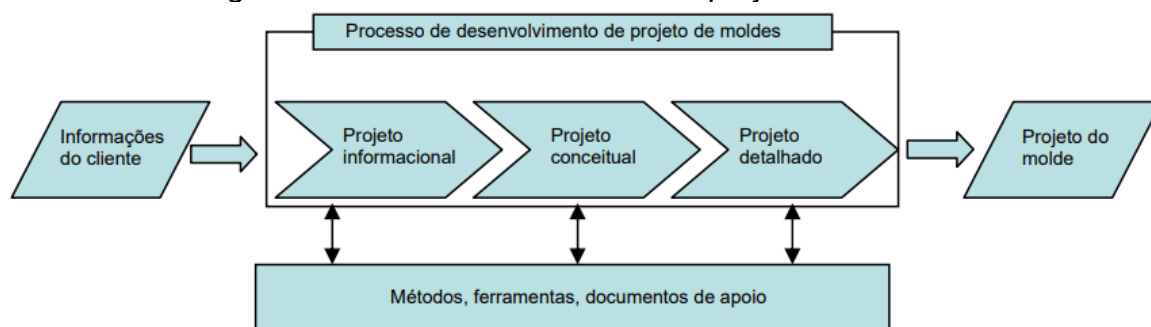 Processo de desenvolvimento de projeto de moldes
Informações
do cliente
Projeto
informacional
Projeto
conceitual
Projeto
detalhado
Projeto do
molde
Métodos, ferramentas, documentos de apoio